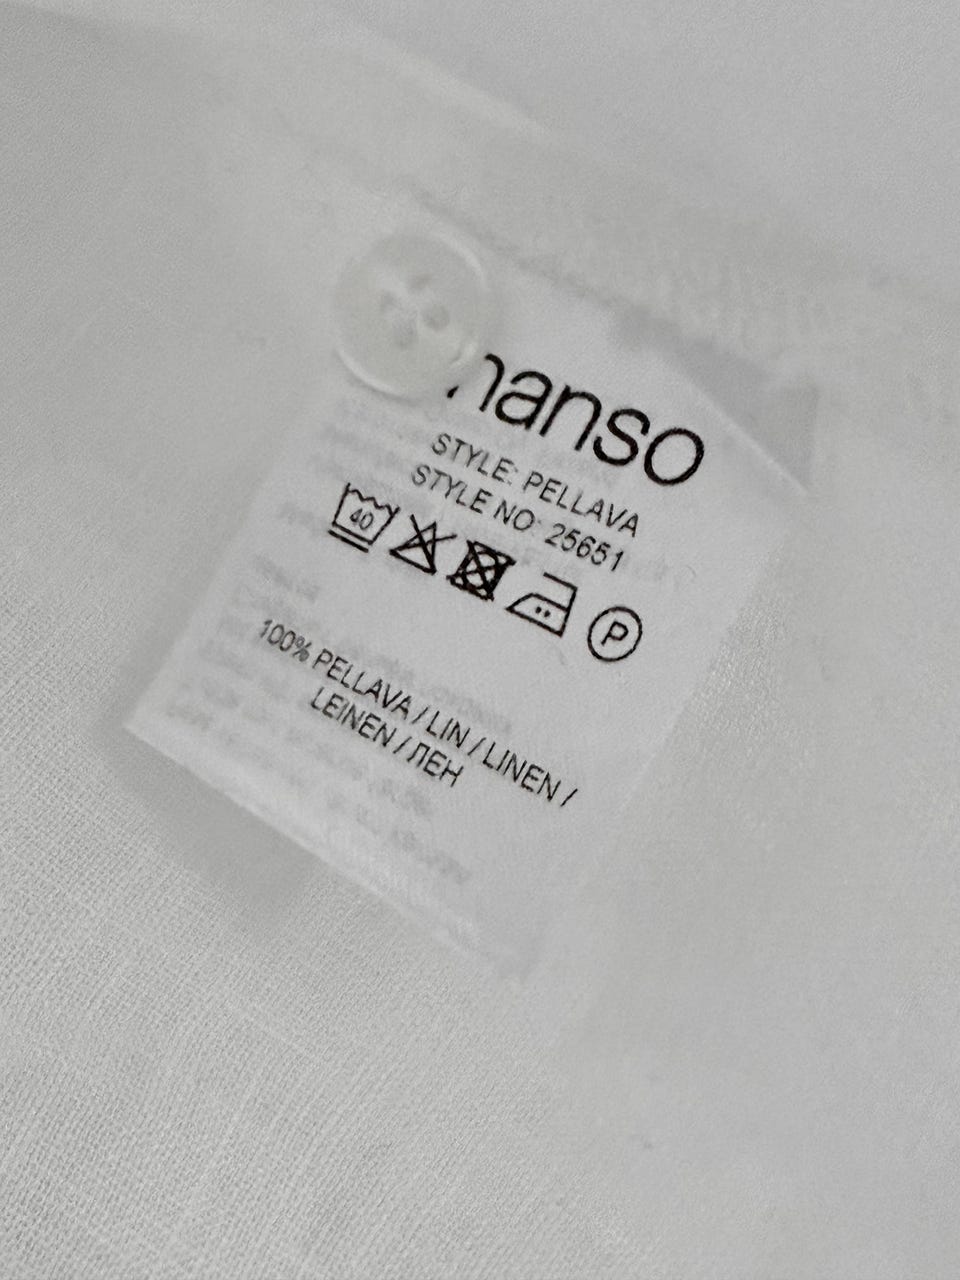 nanso
STYLE: PELLAVA
STYLE NO: 25651
40
P
100% PELLAVA / LIN / LINEN /
LEINEN / ЛЕН